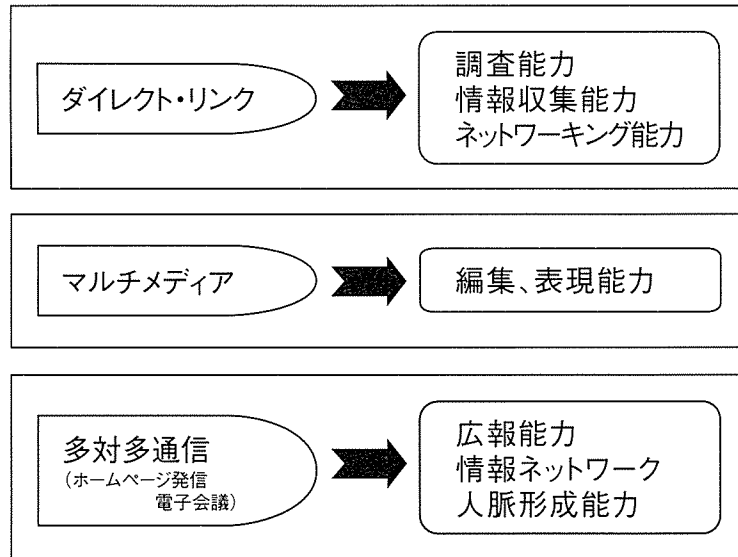 ダイレクト・リンク
調査能力
情報収集能力
ネットワーキング能力
マルチメディア
編集、表現能力
多対多通信
(ホームページ発信
電子会議)
広報能力
情報ネットワーク
人脈形成能力